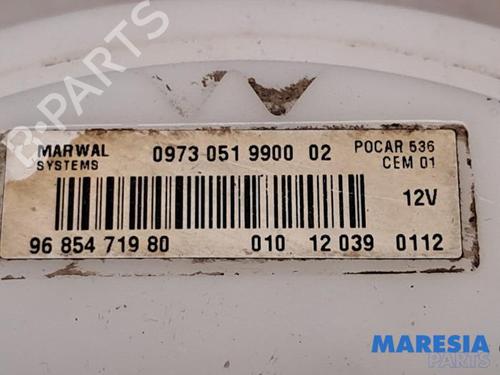 B-PARTS
MARWAL 0973 051 9900 02 POCAR 536
SYSTEMS CEM 01
12V
96 854 719 80 010 12 039 0112
MARESIA
PARTS